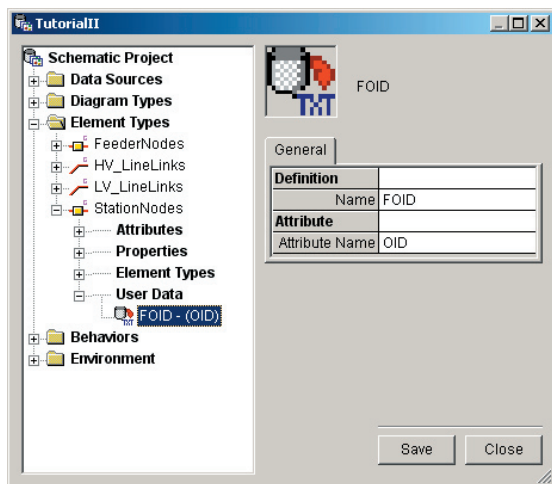 TutorialII
Schematic Project
Data Sources
Diagram Types
Element Types
FeederNodes
HV_LineLinks
LV_LineLinks
StationNodes
Attributes
Properties
Element Types
User Data
TXT FOID - (OID)
Behaviors
Environment
TXT
FOID
General
Definition
Name FOID
Attribute
Attribute Name OID
Save Close